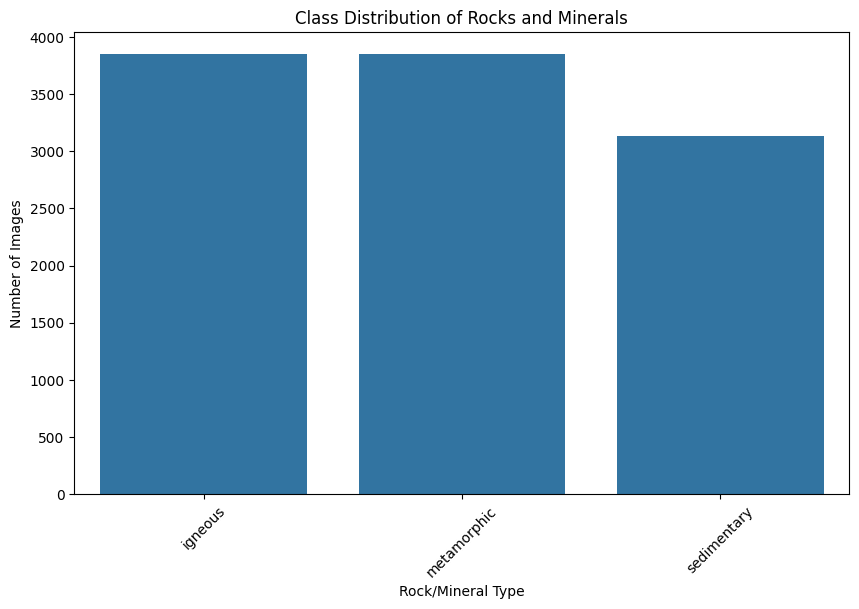 Class Distribution of Rocks and Minerals
4000
3500
3000
2500
2000
1500
1000
500
0
Number of Images
igneous
metamorphic
sedimentary
Rock/Mineral Type